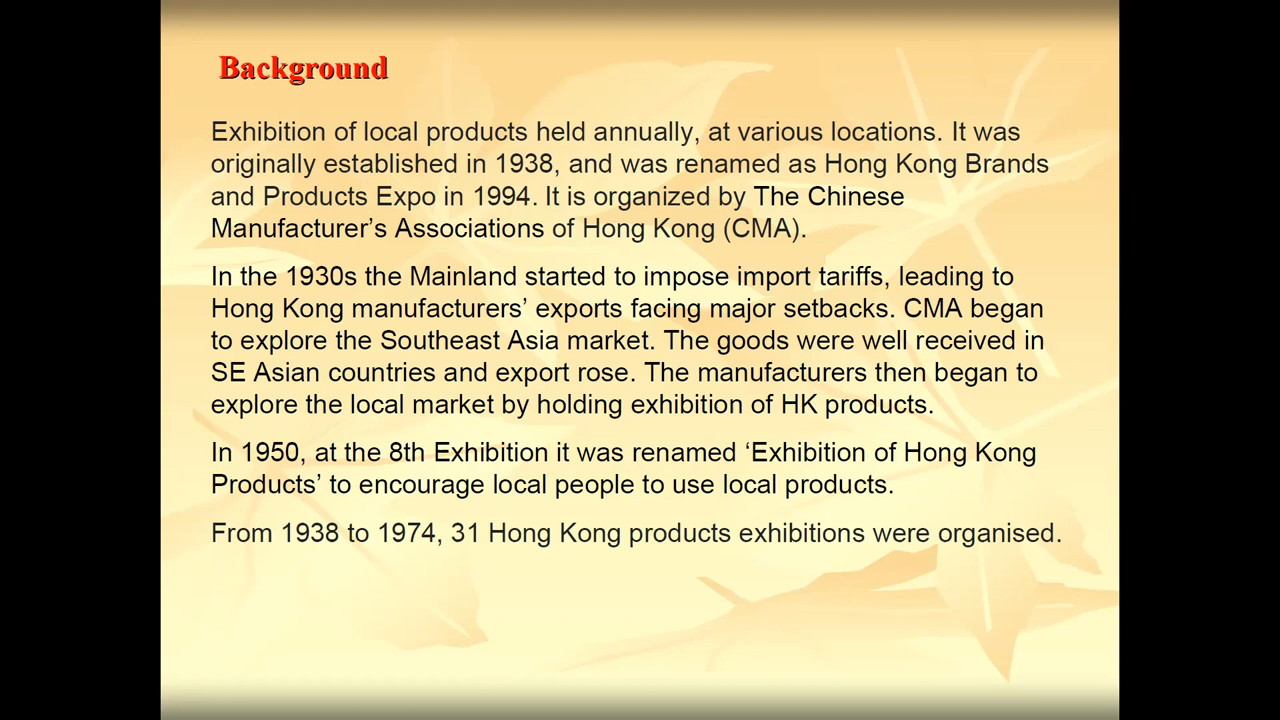 Background
Exhibition of local products held annually, at various locations. It was
originally established in 1938, and was renamed as Hong Kong Brands
and Products Expo in 1994. It is organized by The Chinese
Manufacturer’s Associations of Hong Kong (CMA).
In the 1930s the Mainland started to impose import tariffs, leading to
Hong Kong manufacturers’ exports facing major setbacks. CMA began
to explore the Southeast Asia market. The goods were well received in
SE Asian countries and export rose. The manufacturers then began to
explore the local market by holding exhibition of HK products.
In 1950, at the 8th Exhibition it was renamed ‘Exhibition of Hong Kong
Products’ to encourage local people to use local products.
From 1938 to 1974, 31 Hong Kong products exhibitions were organised.